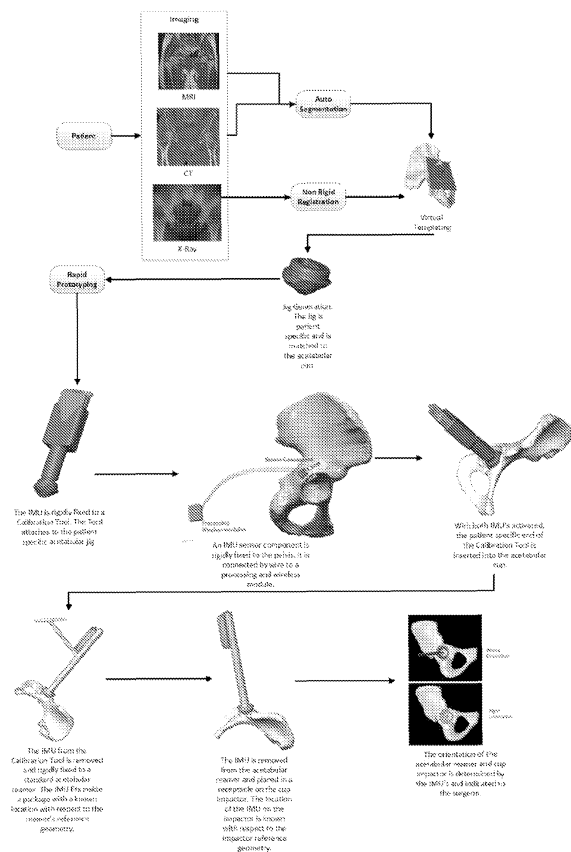 Imaging
MRI
Auto
Segmentation
Patient
CT
Non Rigid
Registration
X-Ray
Virtual
Templating
Rapid
Prototyping
Jig Generation.
The jig is
patient
specific and is
matched to
the acetabular
cup
The IMU is rigidly fixed to a
Calibration Tool. The Tool
attaches to the patient
specific acetabular jig
Processing
Wireless Modules
An IMU sensor component is
rigidly fixed to the pelvis. It is
connected by wire to a
processing and wireless
module.
With both IMU's activated,
the patient specific end of
the Calibration Tool is
inserted into the acetabular
cup.
The IMU from the
Calibration Tool is removed
and rigidly fixed to a
standard acetabular
reamer. The IMU fits inside
a package with a known
location with respect to the
reamer's reference
geometry.
The IMU is removed
from the acetabular
reamer and placed in a
receptacle on the cup
impactor. The location
of the IMU on the
impactor is known
with respect to the
impactor reference
geometry.
The orientation of the
acetabular reamer and cup
impactor is determined by
the IMU's and indicated to
the surgeon.